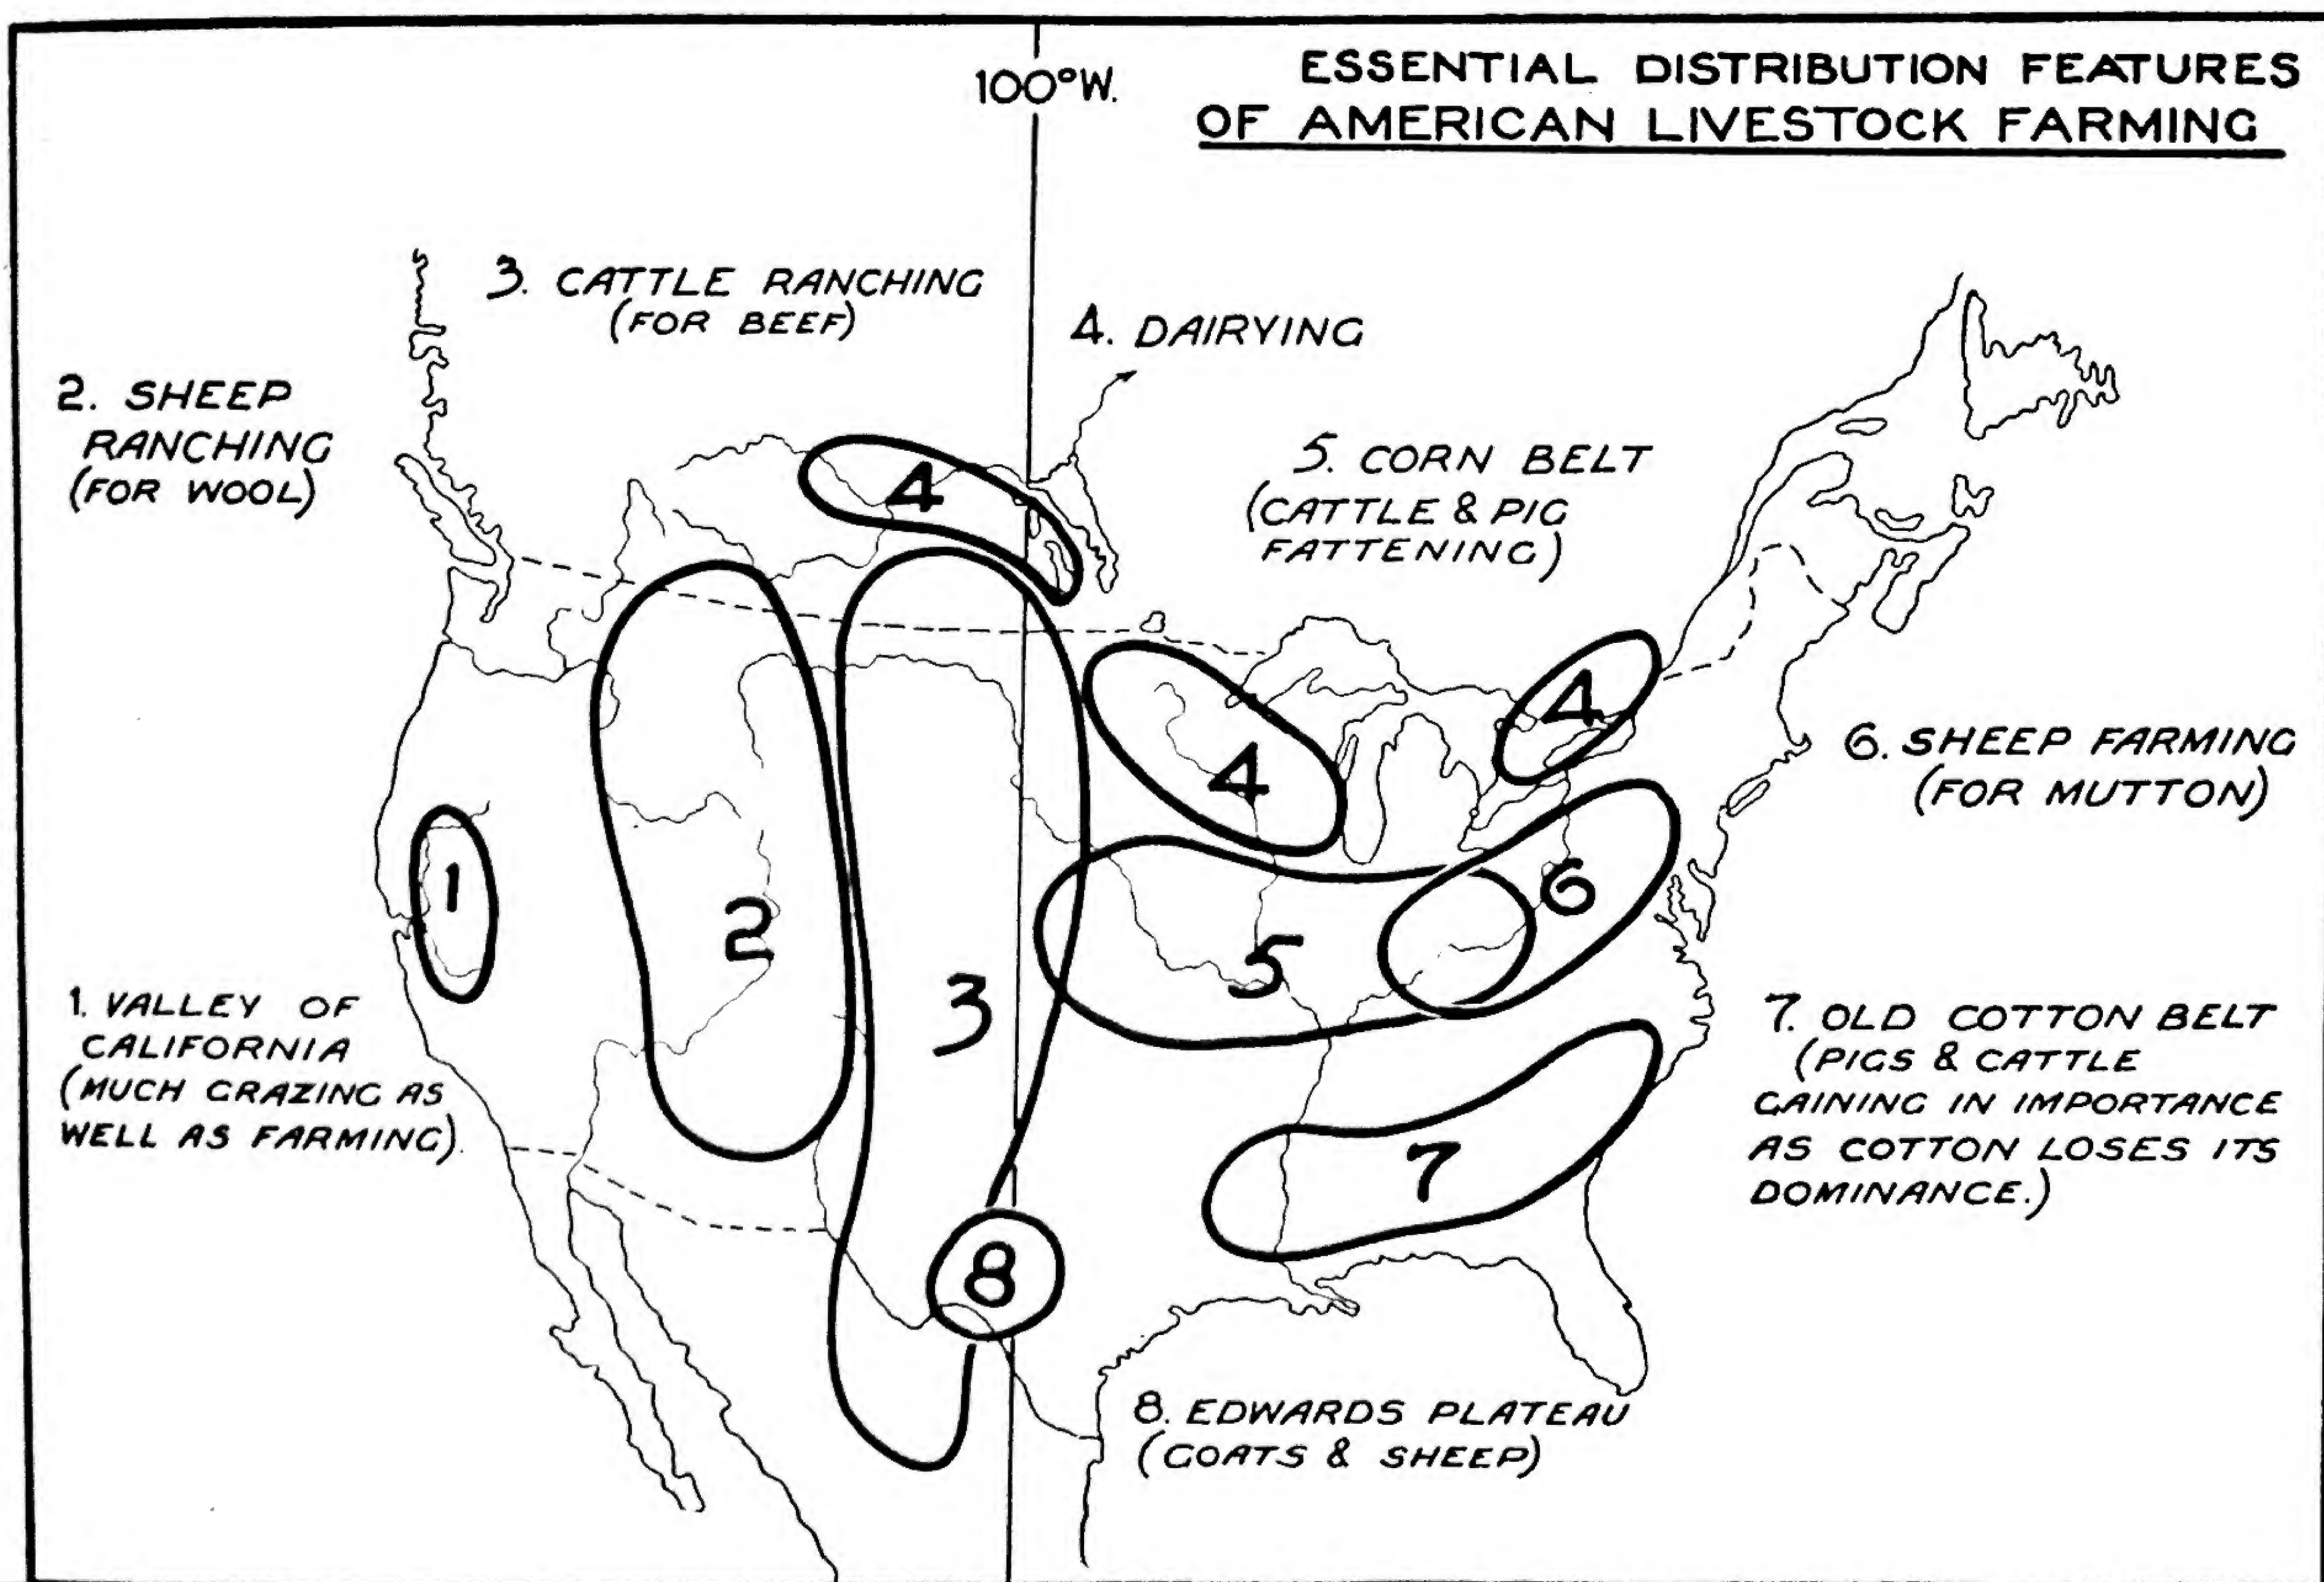 ESSENTIAL DISTRIBUTION FEATURES
OF AMERICAN LIVESTOCK FARMING
100°W.
3. CATTLE RANCHING
(FOR BEEF)
4. DAIRYING
2. SHEEP
RANCHING
(FOR WOOL)
5. CORN BELT
(CATTLE & PIG
FATTENING)
4
4
4
6. SHEEP FARMING
(FOR MUTTON)
1
2
3
5
6
1. VALLEY OF
CALIFORNIA
(MUCH GRAZING AS
WELL AS FARMING).
7. OLD COTTON BELT
(PIGS & CATTLE
GAINING IN IMPORTANCE
AS COTTON LOSES ITS
DOMINANCE.)
7
8
8. EDWARDS PLATEAU
(GOATS & SHEEP)